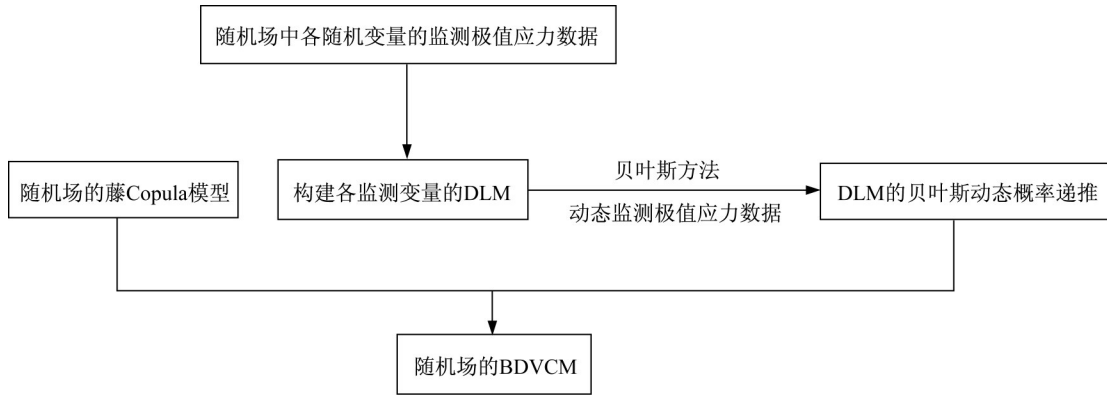 随机场中各随机变量的监测极值应力数据
随机场的藤Copula模型
构建各监测变量的DLM
贝叶斯方法
动态监测极值应力数据
DLM的贝叶斯动态概率递推
随机场的BDVCM